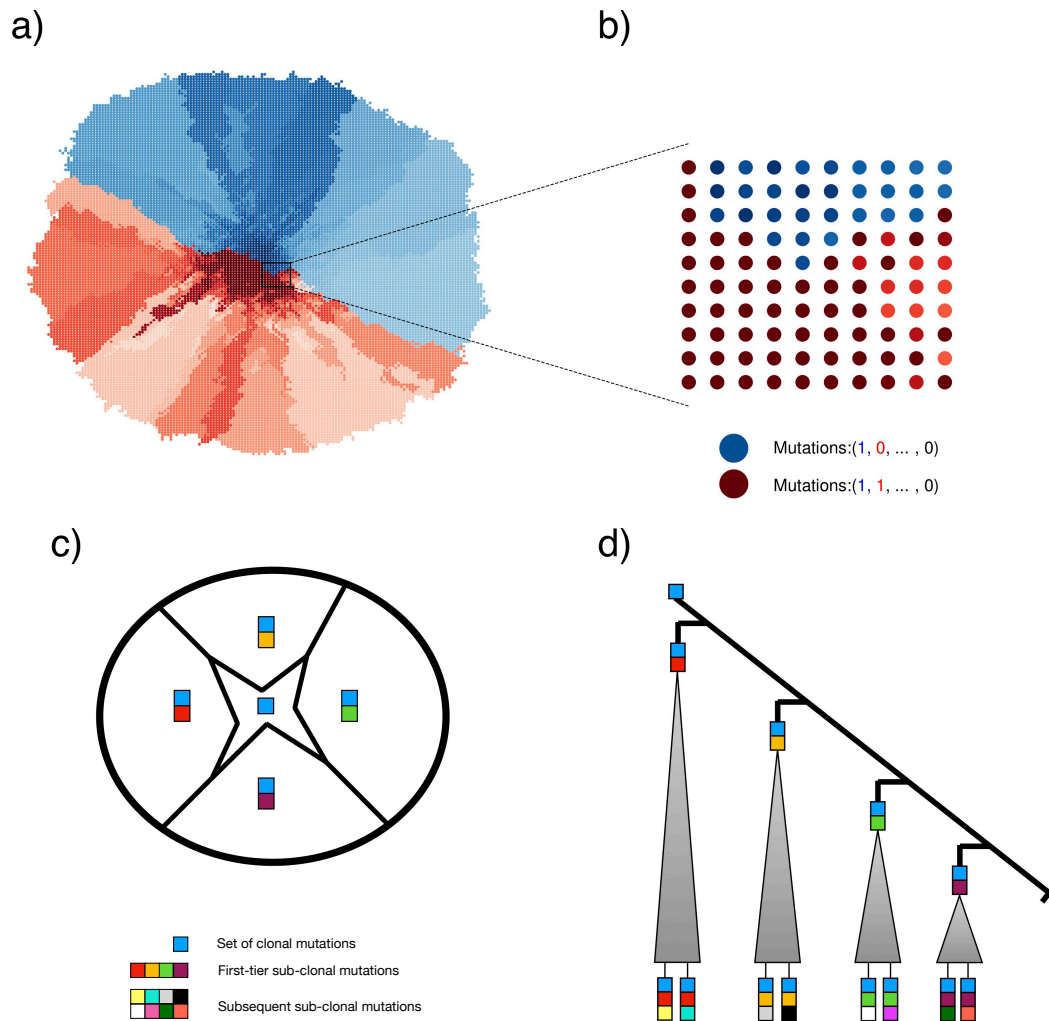 a)
b)
Mutations:(1, 0, ... , 0)
Mutations:(1, 1, ... , 0)
c)
d)
Set of clonal mutations
First-tier sub-clonal mutations
Subsequent sub-clonal mutations